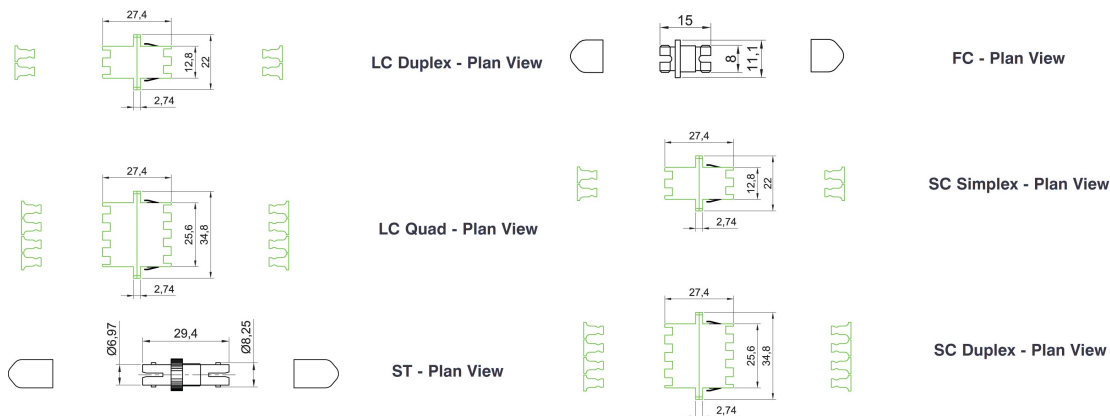 27,4
12,8
22
2,74
LC Duplex - Plan View
27,4
25,6
34,8
2,74
LC Quad - Plan View
Ø6,97
29,4
Ø8,25
ST - Plan View
15
8
11,1
FC - Plan View
27,4
12,8
22
2,74
SC Simplex - Plan View
27,4
25,6
34,8
2,74
SC Duplex - Plan View